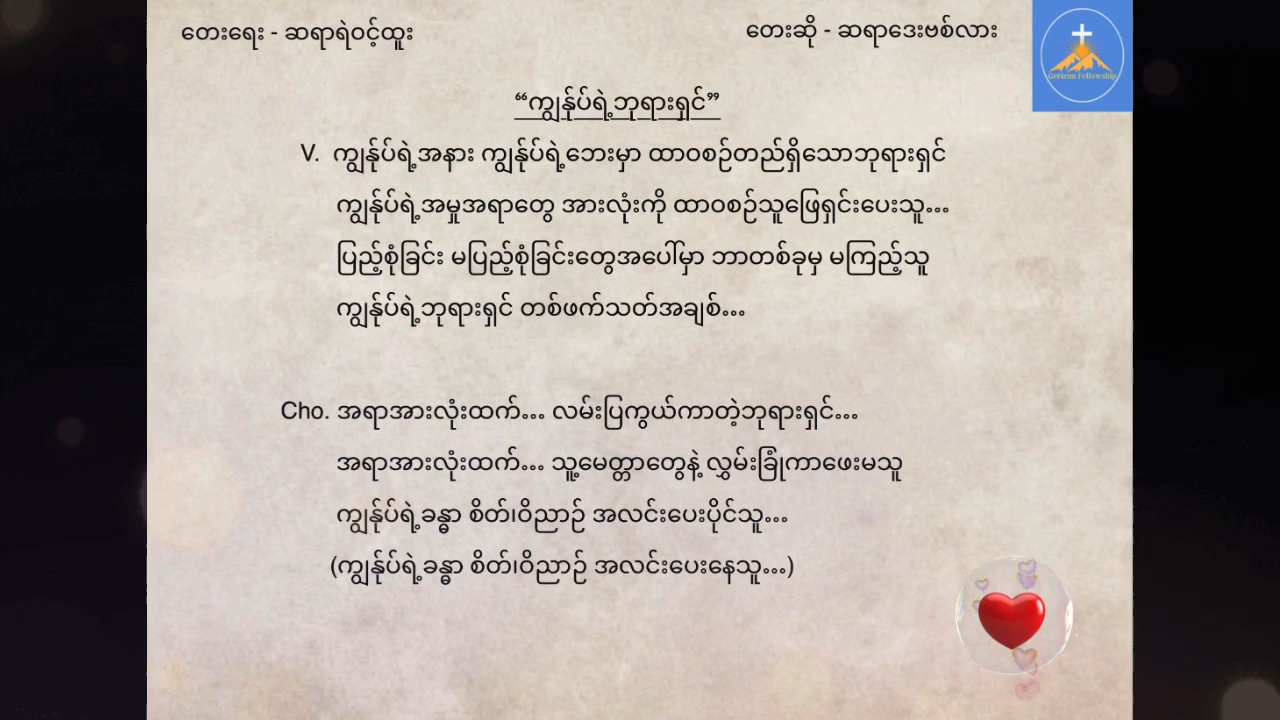 တေးရေး - ဆရာရဲဝင့်ထူး
တေးဆို - ဆရာဒေးဗစ်လား
Gerizim Fellowship
“ကျွန်ုပ်ရဲ့ဘုရားရှင်”
V. ကျွန်ုပ်ရဲ့အနား ကျွန်ုပ်ရဲ့ဘေးမှာ ထာဝစဉ်တည်ရှိသောဘုရားရှင်
ကျွန်ုပ်ရဲ့အမှုအရာတွေ အားလုံးကို ထာဝစဉ်သူဖြေရှင်းပေးသူ...
ပြည့်စုံခြင်း မပြည့်စုံခြင်းတွေအပေါ်မှာ ဘာတစ်ခုမှ မကြည့်သူ
ကျွန်ုပ်ရဲ့ဘုရားရှင် တစ်ဖက်သတ်အချစ်...
Cho. အရာအားလုံးထက်... လမ်းပြကွယ်ကာတဲ့ဘုရားရှင်...
အရာအားလုံးထက်... သူ့မေတ္တာတွေနဲ့ လွှမ်းခြုံကာဖေးမသူ
ကျွန်ုပ်ရဲ့ခန္ဓာ စိတ်၊ဝိညာဉ် အလင်းပေးပိုင်သူ...
(ကျွန်ုပ်ရဲ့ခန္ဓာ စိတ်၊ဝိညာဉ် အလင်းပေးနေသူ...)